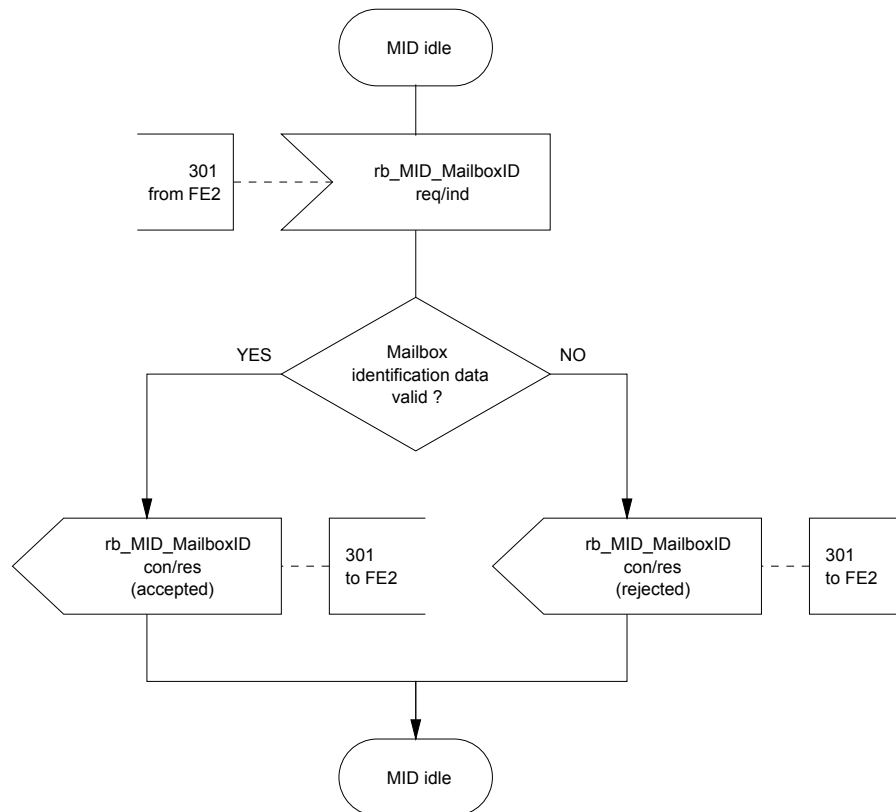 MID idle
301
from FE2
rb_MID_MailboxID
req/ind
YES
Mailbox
identification data
valid ?
NO
rb_MID_MailboxID
con/res
(accepted)
301
to FE2
rb_MID_MailboxID
con/res
(rejected)
301
to FE2
MID idle